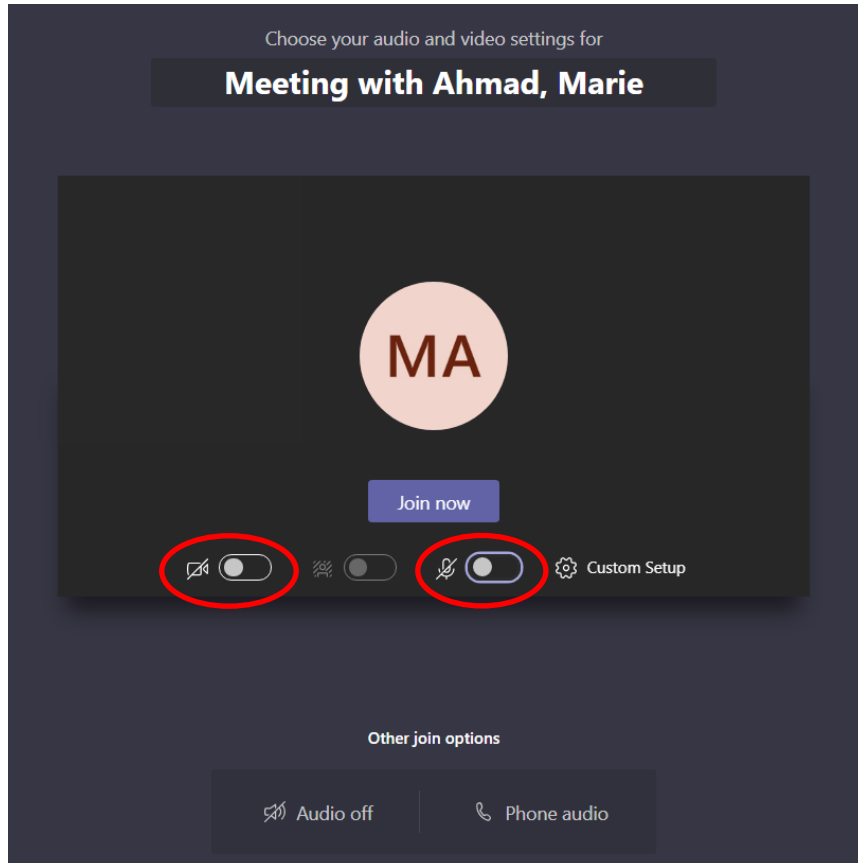 Choose your audio and video settings for
Meeting with Ahmad, Marie
MA
Join now
Custom Setup
Other join options
Audio off
Phone audio